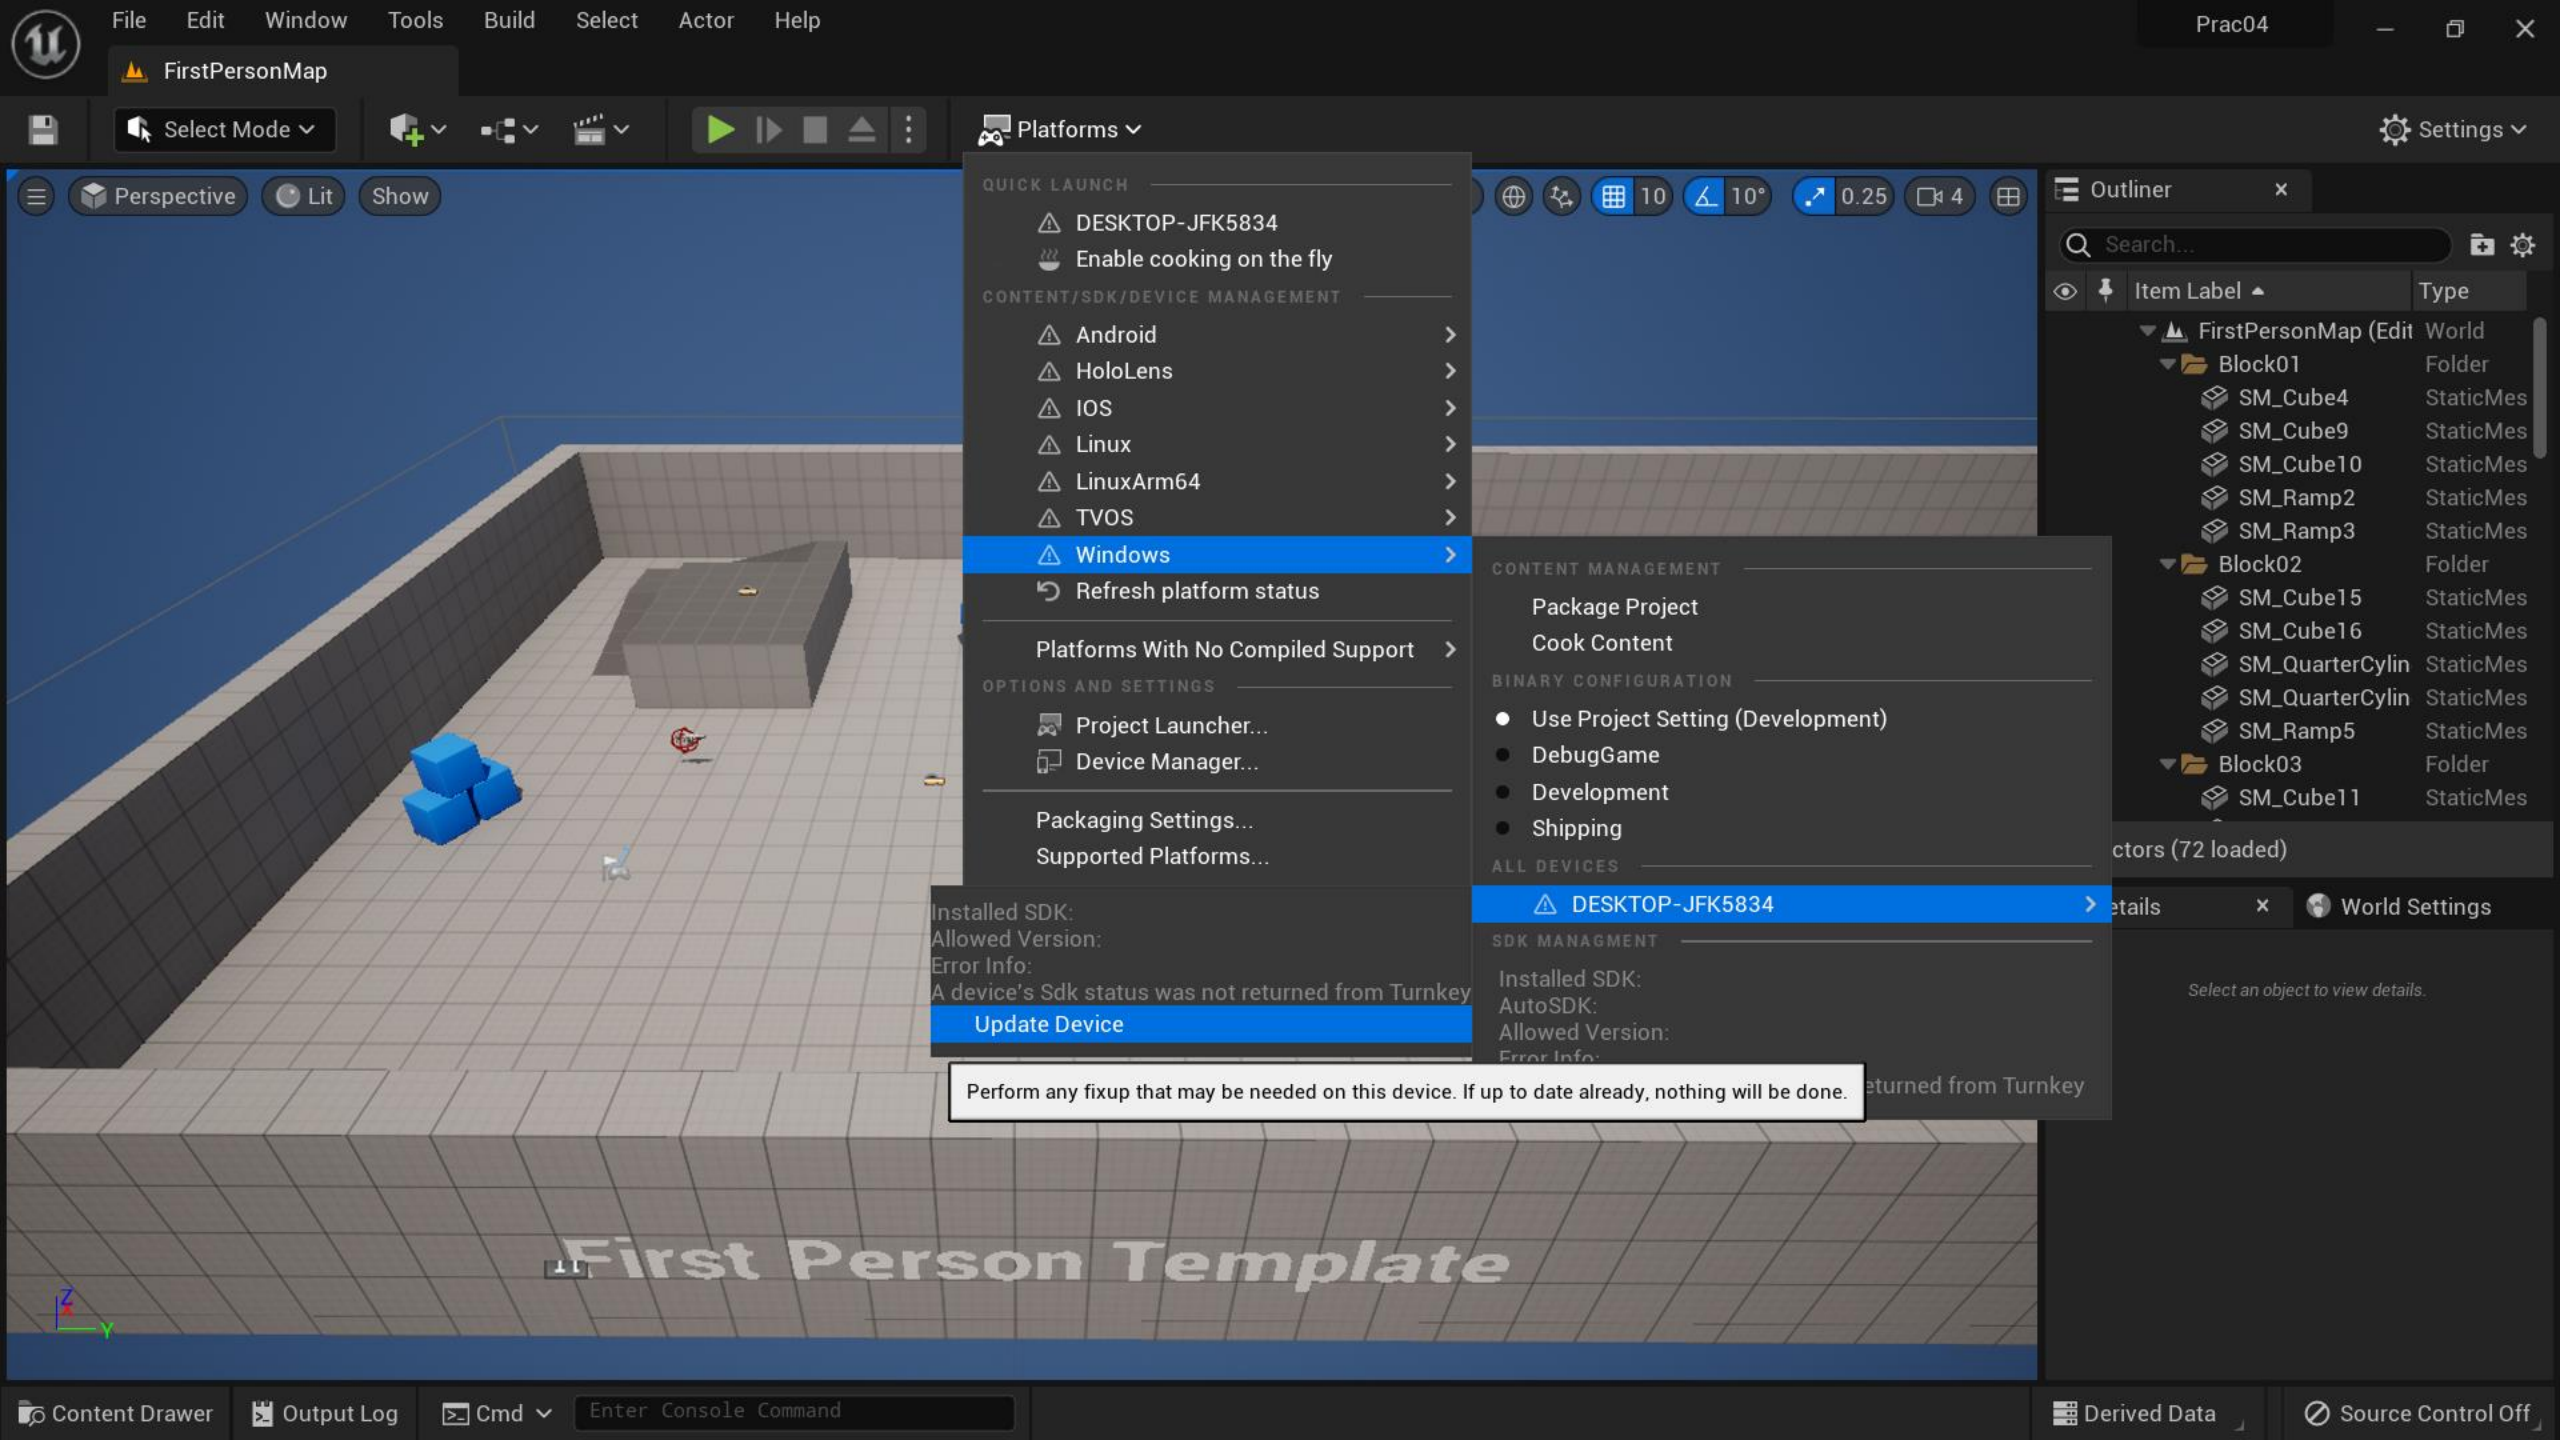 File Edit Window Tools Build Select Actor Help
Prac04
FirstPersonMap
Select Mode
Platforms
Settings
Perspective
Lit
Show
10
10°
0.25
4
QUICK LAUNCH
DESKTOP-JFK5834
Enable cooking on the fly
CONTENT/SDK/DEVICE MANAGEMENT
Android
HoloLens
IOS
Linux
LinuxArm64
TVOS
Windows
Refresh platform status
Platforms With No Compiled Support
OPTIONS AND SETTINGS
Project Launcher...
Device Manager...
Packaging Settings...
Supported Platforms...
Installed SDK:
Allowed Version:
Error Info:
A device's Sdk status was not returned from Turnkey
Update Device
Perform any fixup that may be needed on this device. If up to date already, nothing will be done.
CONTENT MANAGEMENT
Package Project
Cook Content
BINARY CONFIGURATION
Use Project Setting (Development)
DebugGame
Development
Shipping
ALL DEVICES
DESKTOP-JFK5834
SDK MANAGMENT
Installed SDK:
AutoSDK:
Allowed Version:
Error Info:
eturned from Turnkey
Outliner
Search...
Item Label Type
FirstPersonMap (Edit World
Block01 Folder
SM_Cube4 StaticMes
SM_Cube9 StaticMes
SM_Cube10 StaticMes
SM_Ramp2 StaticMes
SM_Ramp3 StaticMes
Block02 Folder
SM_Cube15 StaticMes
SM_Cube16 StaticMes
SM_QuarterCylin StaticMes
SM_QuarterCylin StaticMes
SM_Ramp5 StaticMes
Block03 Folder
SM_Cube11 StaticMes
ctors (72 loaded)
etails
World Settings
Select an object to view details.
First Person Template
Z
X
Y
Content Drawer
Output Log
Cmd
Enter Console Command
Derived Data
Source Control Off